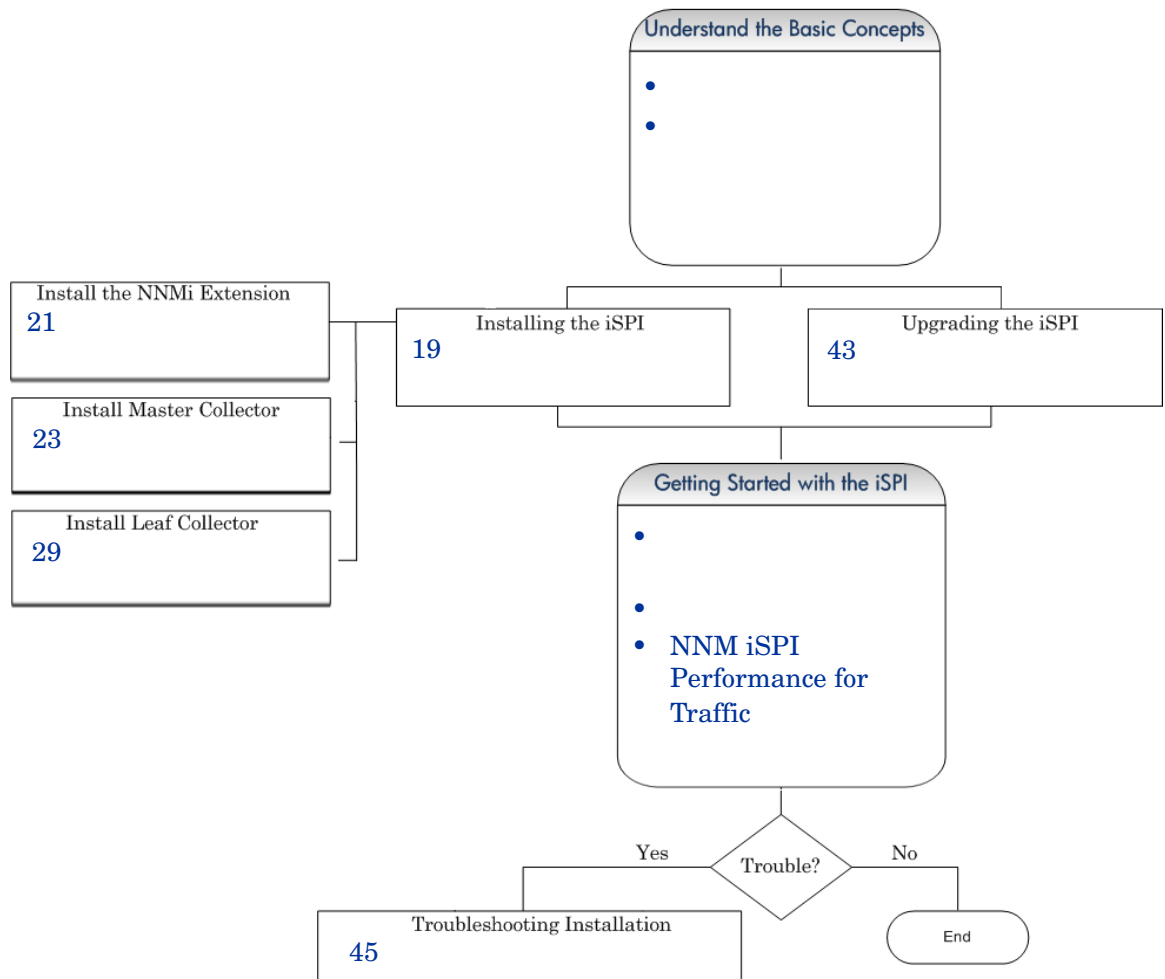 Understand the Basic Concepts
•
•
Install the NNMi Extension
21
Installing the iSPI
19
Upgrading the iSPI
43
Install Master Collector
23
Install Leaf Collector
29
Getting Started with the iSPI
•
•
• NNM iSPI
Performance for
Traffic
Yes
Trouble?
No
Troubleshooting Installation
45
End